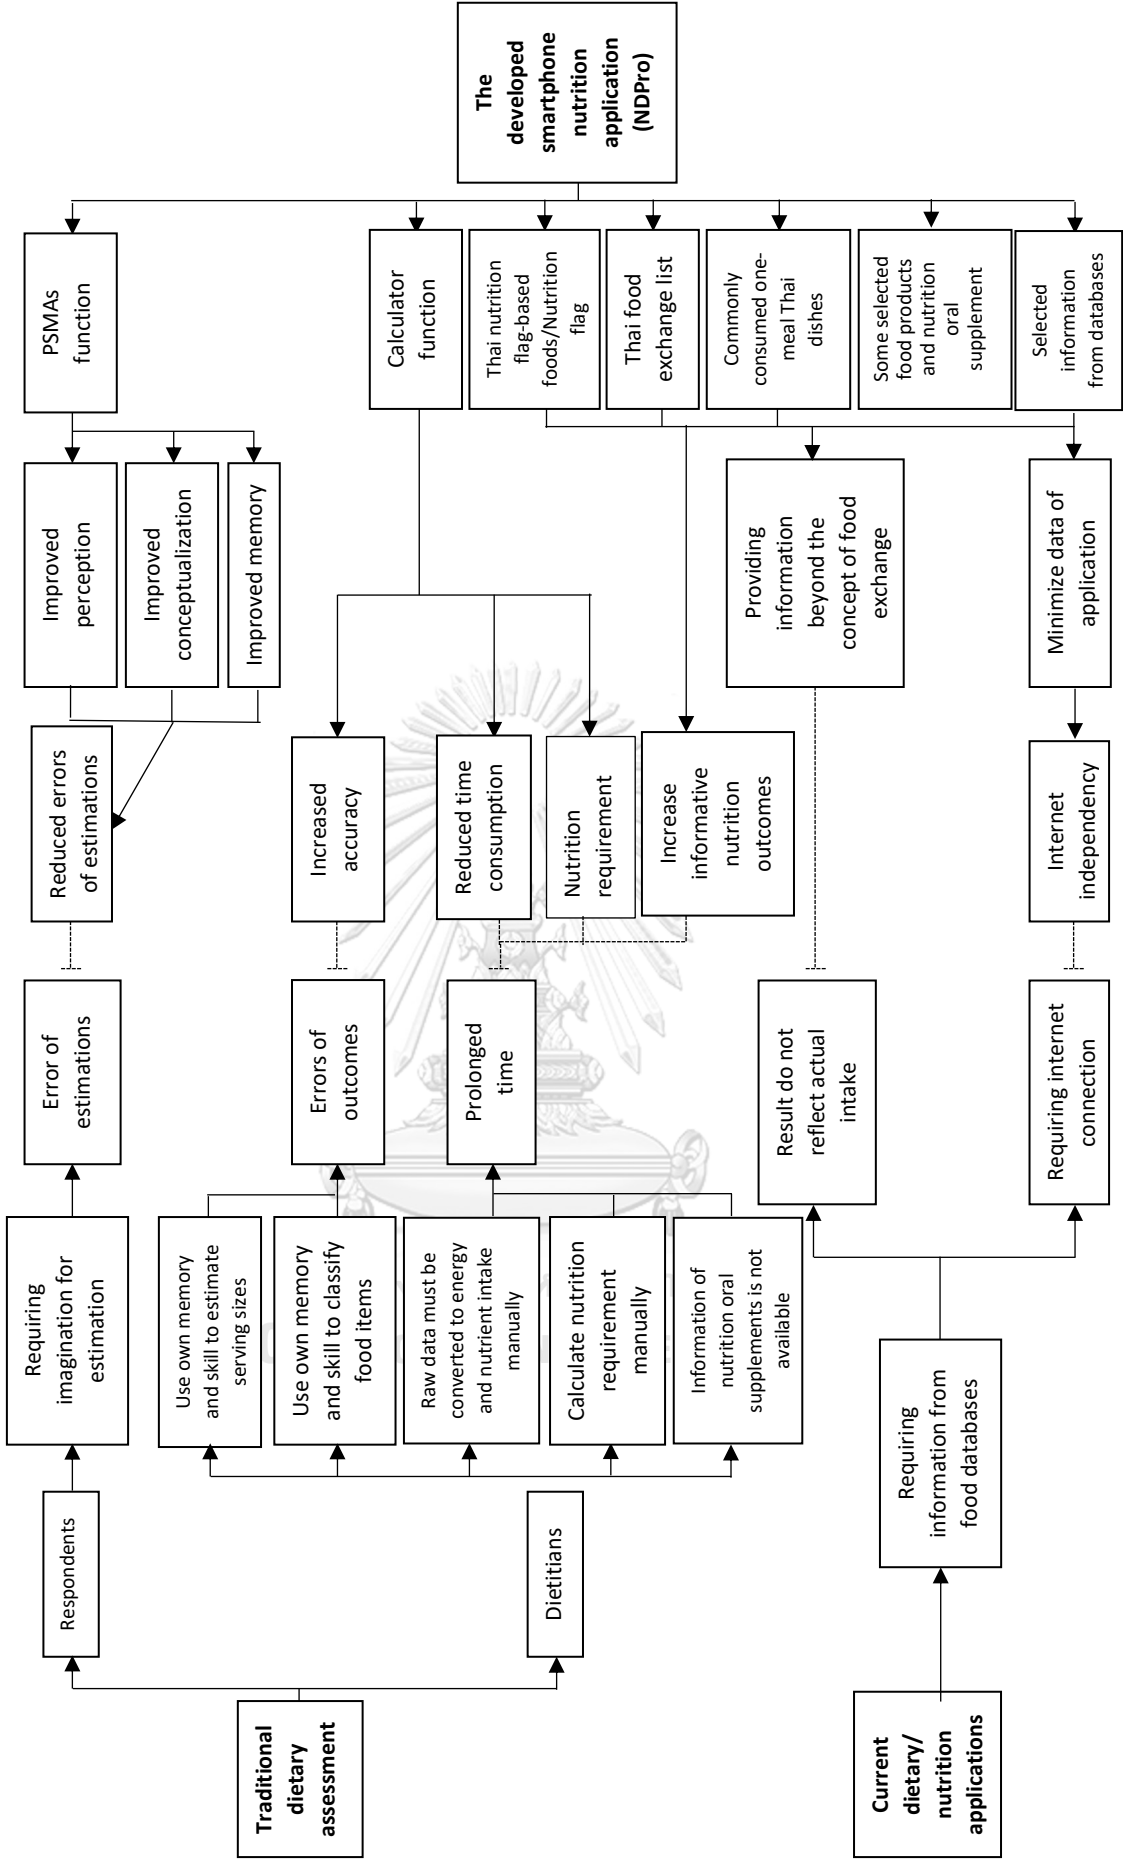 Traditional
dietary
assessment
Current
dietary/
nutrition
applications
Respondents
Dietitians
Requiring
information from
food databases
Requiring
imagination for
estimation
Use own memory
and skill to estimate
serving sizes
Use own memory
and skill to classify
food items
Raw data must be
converted to energy
and nutrient intake
manually
Calculate nutrition
requirement
manually
Information of
nutrition oral
supplements is not
available
Error of
estimations
Errors of
outcomes
Prolonged
time
Result do not
reflect actual
intake
Requiring internet
connection
Reduced errors
of estimations
Increased
accuracy
Reduced time
consumption
Nutrition
requirement
Increase
informative
nutrition
outcomes
Internet
independency
Improved
perception
Improved
conceptualization
Improved memory
Providing
information
beyond the
concept of food
exchange
Minimize data of
application
PSMAs
function
Calculator
function
Thai nutrition
flag-based
foods/Nutrition
flag
Thai food
exchange list
Commonly
consumed one-
meal Thai
dishes
Some selected
food products
and nutrition
oral
supplement
Selected
information
from databases
The
developed
smartphone
nutrition
application
(NDPro)